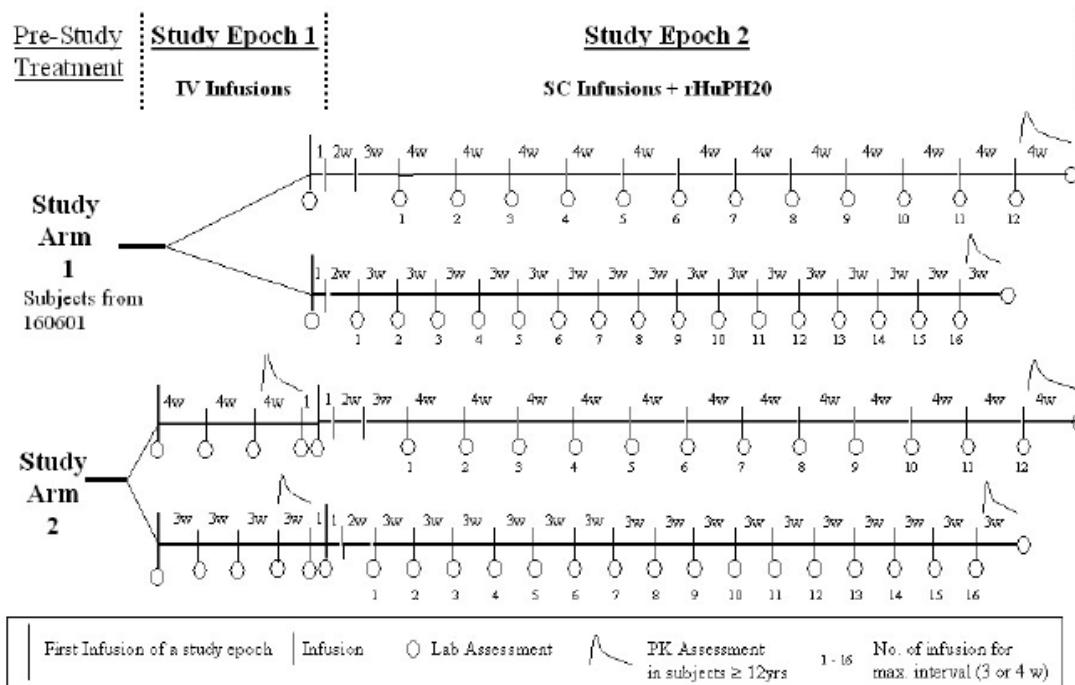 Pre-Study Treatment
Study Epoch 1
Study Epoch 2
IV Infusions
SC Infusions + rHuPH20
1 2w 3w 4w 4w 4w 4w 4w 4w 4w 4w 4w 4w 4w 4w
1 2 3 4 5 6 7 8 9 10 11 12
Study
Arm
1
Subjects from
160601
1 2w 3w 3w 3w 3w 3w 3w 3w 3w 3w 3w 3w 3w 3w 3w 3w 3w
1 2 3 4 5 6 7 8 9 10 11 12 13 14 15 16
4w 4w 4w 1 1 2w 3w 4w 4w 4w 4w 4w 4w 4w 4w 4w 4w 4w 4w
1 2 3 4 5 6 7 8 9 10 11 12
Study
Arm
2
3w 3w 3w 3w 1 1 2w 3w 3w 3w 3w 3w 3w 3w 3w 3w 3w 3w 3w 3w 3w 3w 3w
1 2 3 4 5 6 7 8 9 10 11 12 13 14 15 16
First Infusion of a study epoch
Infusion
Lab Assessment
PK Assessment
in subjects ≥ 12yrs
1 - 16
No. of infusion for
max. interval (3 or 4 w)